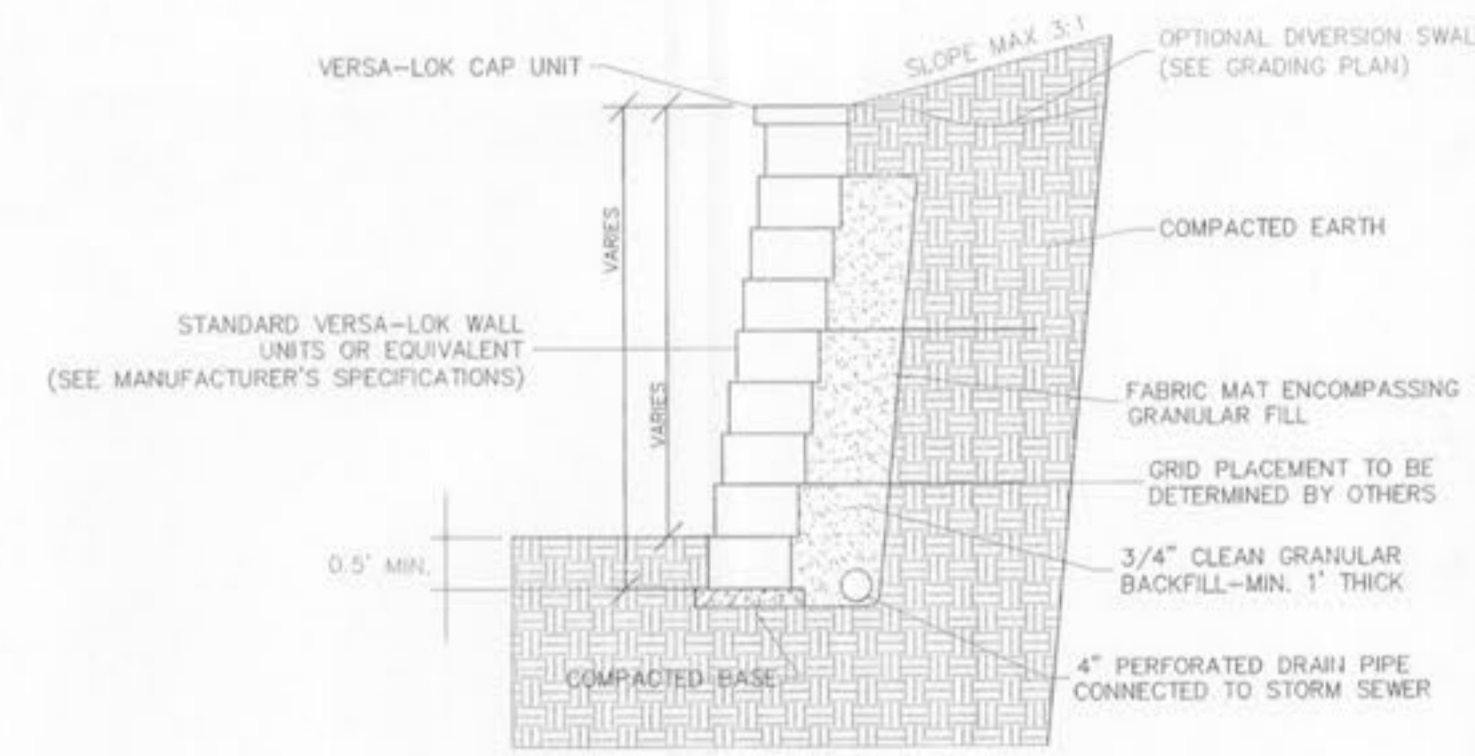 SLOPE MAX 3:1
OPTIONAL DIVERSION SWAL
(SEE GRADING PLAN)
VERSA-LOK CAP UNIT
VARIES
COMPACTED EARTH
STANDARD VERSA-LOK WALL
UNITS OR EQUIVALENT
(SEE MANUFACTURER'S SPECIFICATIONS)
VARIES
FABRIC MAT ENCOMPASSING
GRANULAR FILL
GRID PLACEMENT TO BE
DETERMINED BY OTHERS
0.5' MIN.
3/4" CLEAN GRANULAR
BACKFILL-MIN. 1' THICK
COMPACTED BASE
4" PERFORATED DRAIN PIPE
CONNECTED TO STORM SEWER